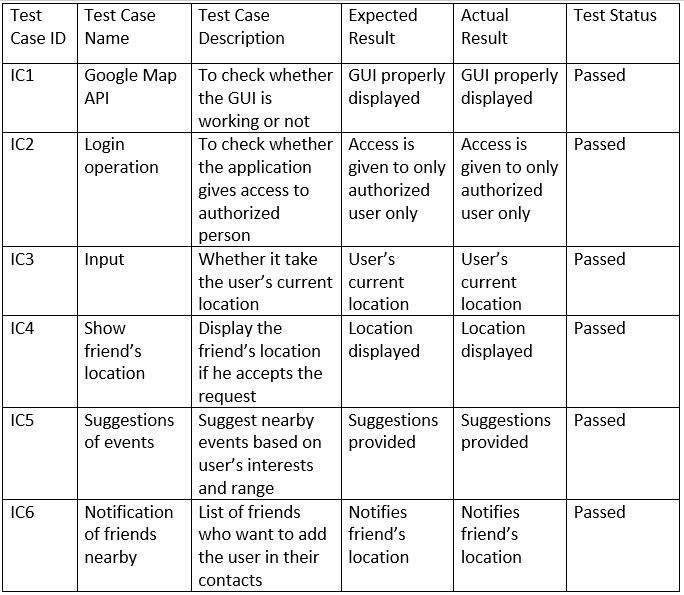 Test Case ID
Test Case Name
Test Case Description
Expected Result
Actual Result
Test Status
IC1
Google Map API
To check whether the GUI is working or not
GUI properly displayed
GUI properly displayed
Passed
IC2
Login operation
To check whether the application gives access to authorized person
Access is given to only authorized user only
Access is given to only authorized user only
Passed
IC3
Input
Whether it take the user's current location
User's current location
User's current location
Passed
IC4
Show friend's location
Display the friend's location if he accepts the request
Location displayed
Location displayed
Passed
IC5
Suggestions of events
Suggest nearby events based on user's interests and range
Suggestions provided
Suggestions provided
Passed
IC6
Notification of friends nearby
List of friends who want to add the user in their contacts
Notifies friend's location
Notifies friend's location
Passed